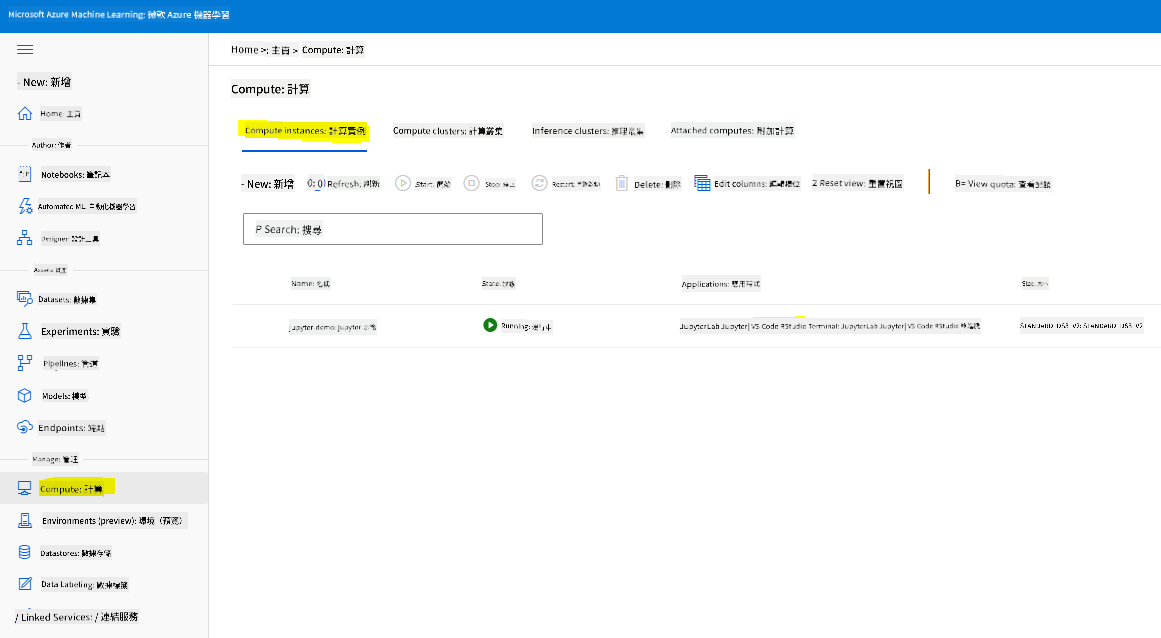 Microsoft Azure Machine Learning: 微軟 Azure 機器學習
Home >: 主頁 > Compute: 計算
- New: 新增
Home: 主頁
Author: 作者
Notebooks: 筆記本
Automated ML: 自動化機器學習
Designer: 設計工具
Assets: 資產
Datasets: 數據集
Experiments: 實驗
Pipelines: 管道
Models: 模型
Endpoints: 端點
Manage: 管理
Compute: 計算
Environments (preview): 環境（預覽）
Datastores: 數據存儲
Data Labeling: 數據標籤
/ Linked Services: / 連結服務
Compute: 計算
Compute instances: 計算實例 Compute clusters: 計算叢集 Inference clusters: 推理叢集 Attached computes: 附加計算
- New: 新增 Refresh: 刷新 Start: 開始 Stop: 停止 Restart: 重新啟動 Delete: 刪除 Edit columns: 編輯欄位 2 Reset view: 重置視圖 B= View quota: 查看配額
P Search: 搜尋
Name: 名稱 State: 狀態 Applications: 應用程式 Size: 大小
jupyter-demo: jupyter-示範 Running: 運行中 JupyterLab Jupyter| VS Code RStudio Terminal: JupyterLab Jupyter| VS Code RStudio 終端機 STANDARD_DS3_V2: STANDARD_DS3_V2